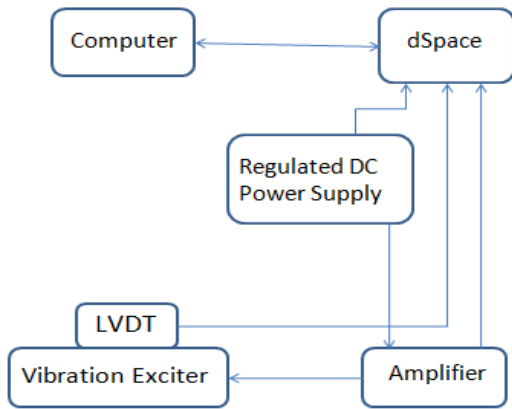 Computer
dSpace
Regulated DC
Power Supply
LVDT
Vibration Exciter
Amplifier